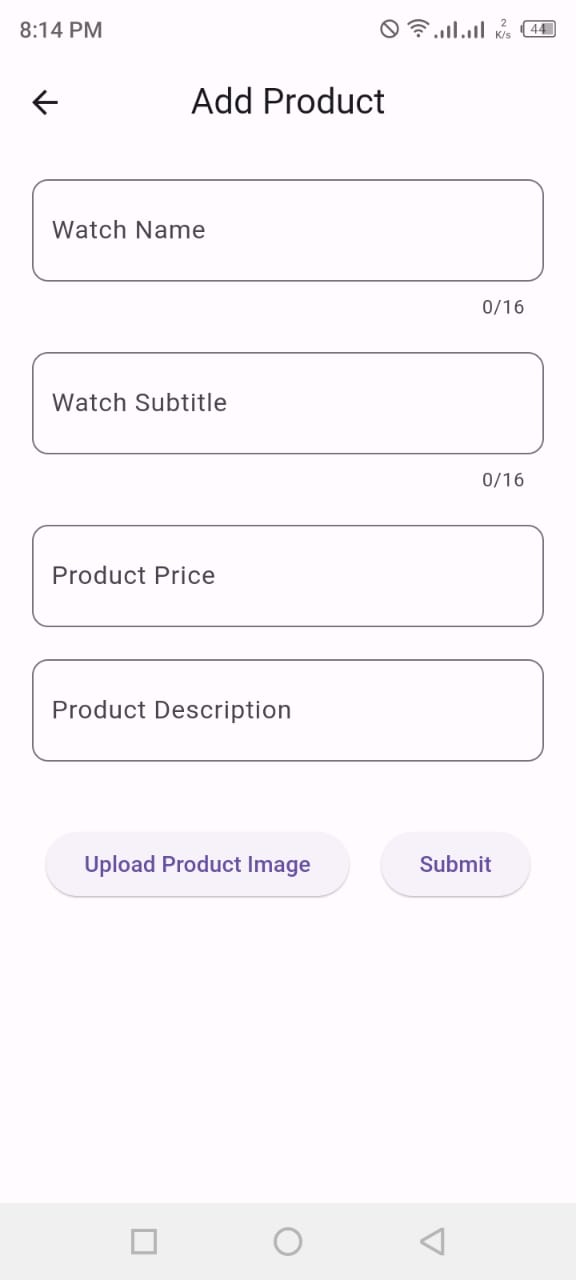 8:14 PM 2 K/s 44
Add Product
Watch Name
0/16
Watch Subtitle
0/16
Product Price
Product Description
Upload Product Image Submit